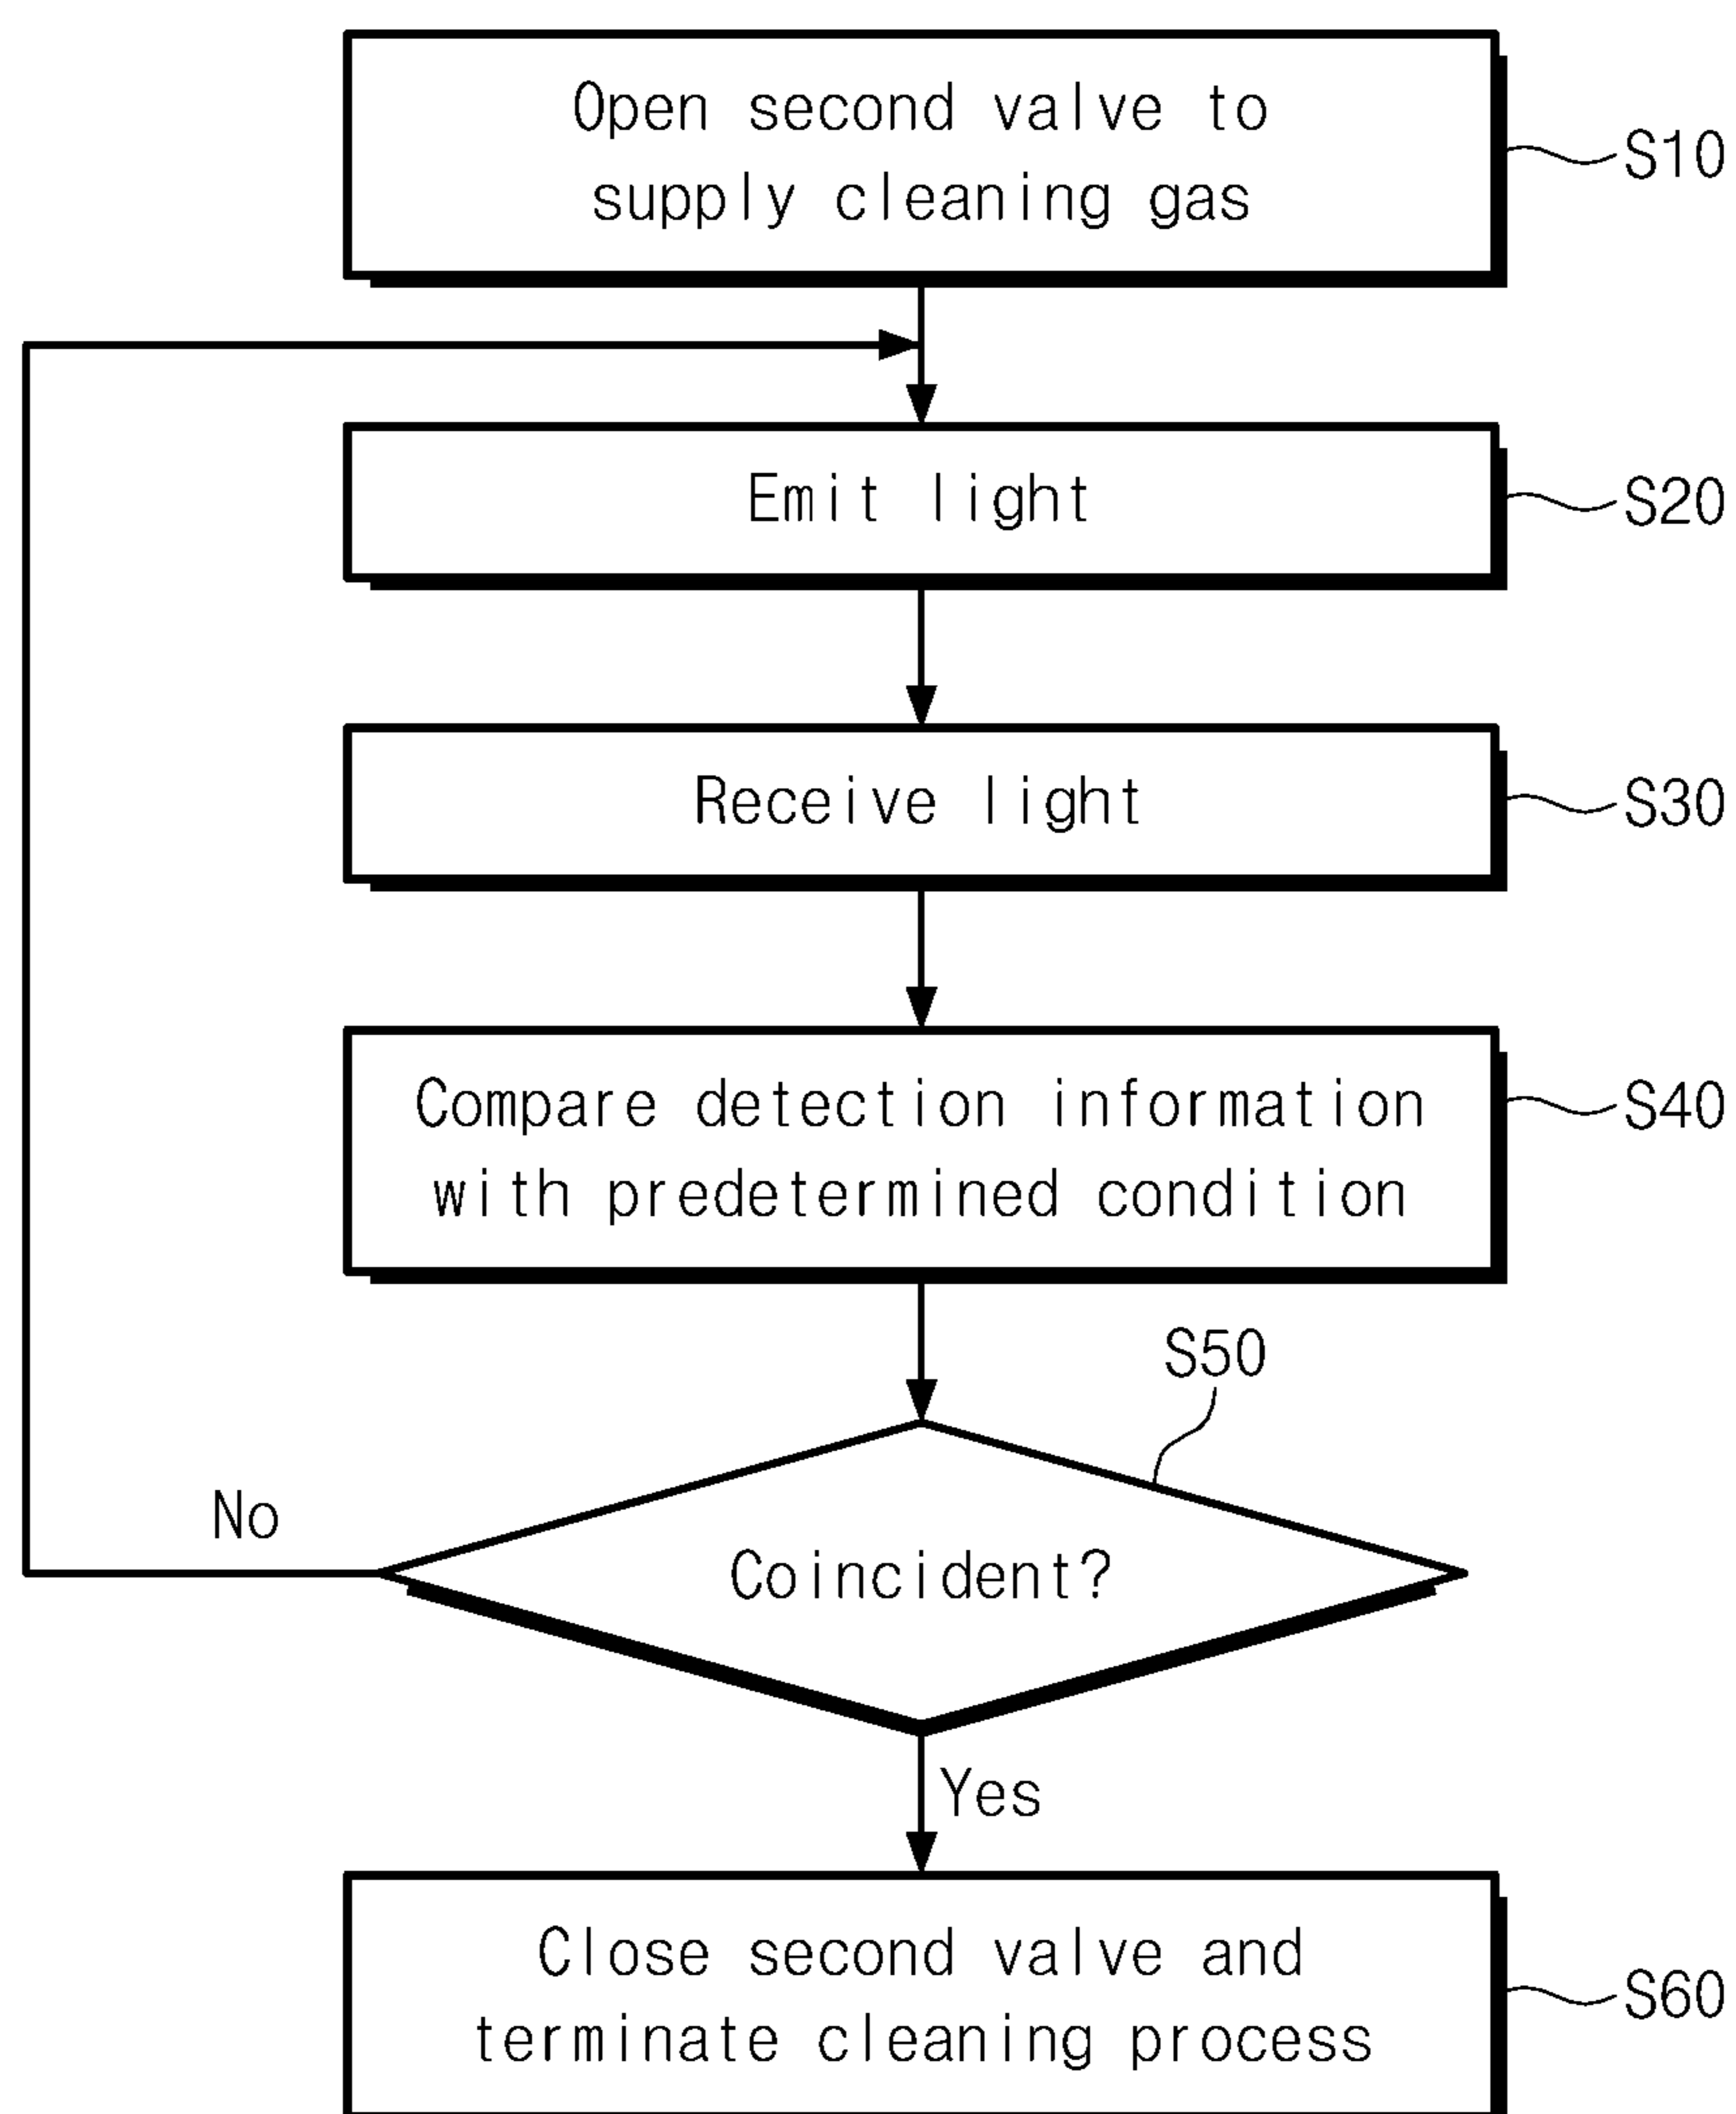 Open second valve to
supply cleaning gas
S10
Emit light
S20
Receive light
S30
Compare detection information
with predetermined condition
S40
S50
No
Coincident?
Yes
Close second valve and
terminate cleaning process
S60